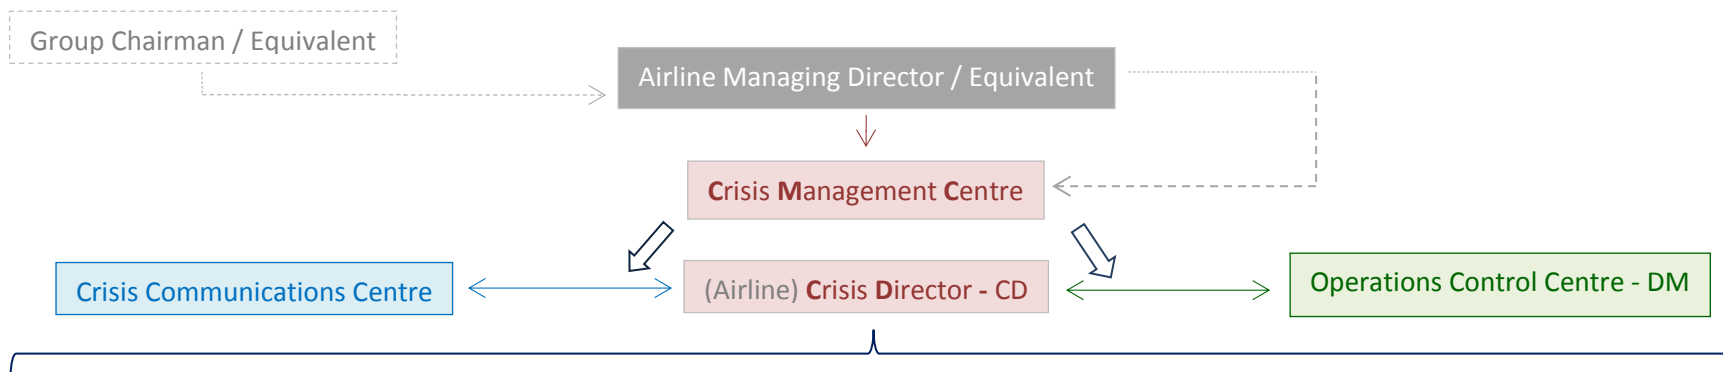 Group Chairman / Equivalent
Airline Managing Director / Equivalent
Crisis Management Centre
Crisis Communications Centre
(Airline) Crisis Director - CD
Operations Control Centre - DM